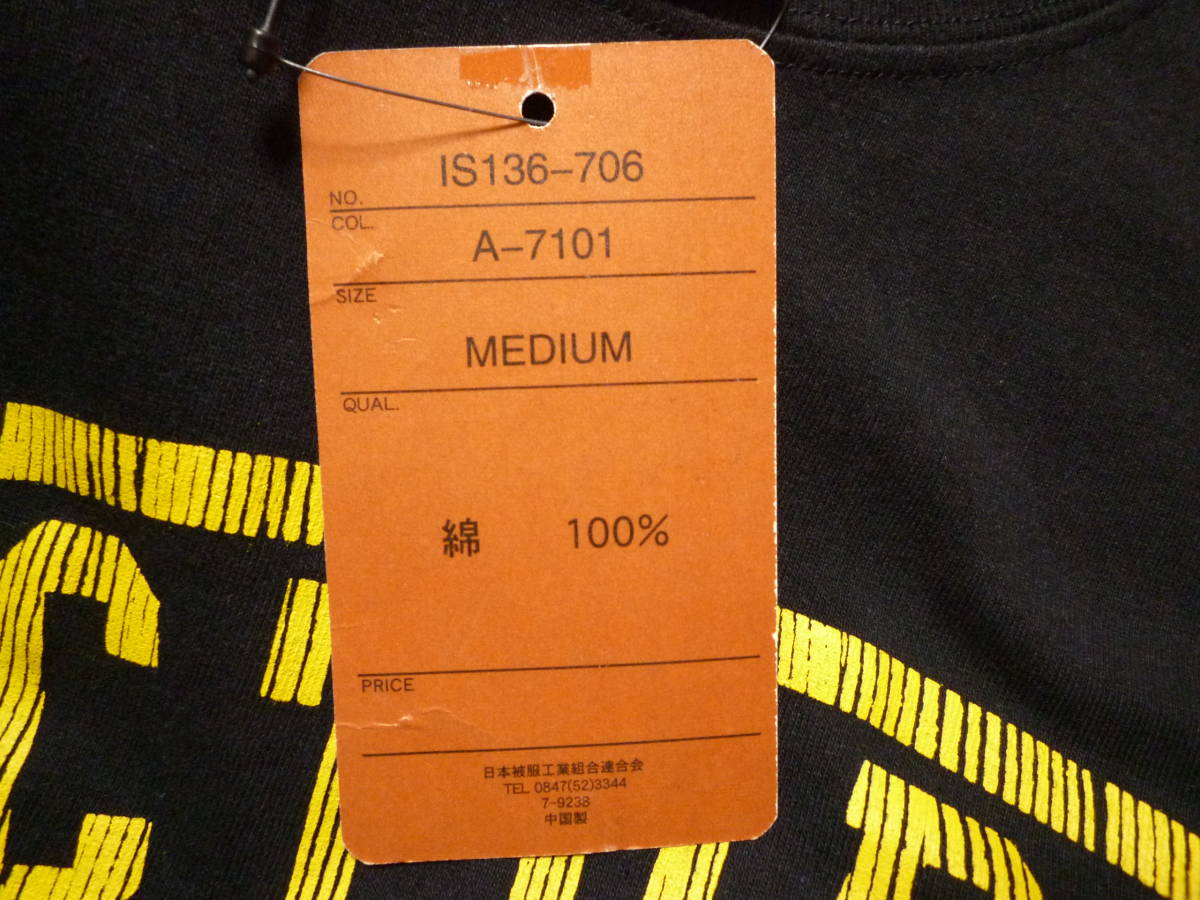 IS136-706
NO.
COL.
A-7101
SIZE
MEDIUM
QUAL.
綿 100%
PRICE
日本被服工業組合連合会
TEL 0847(52)3344
7-9238
中国製